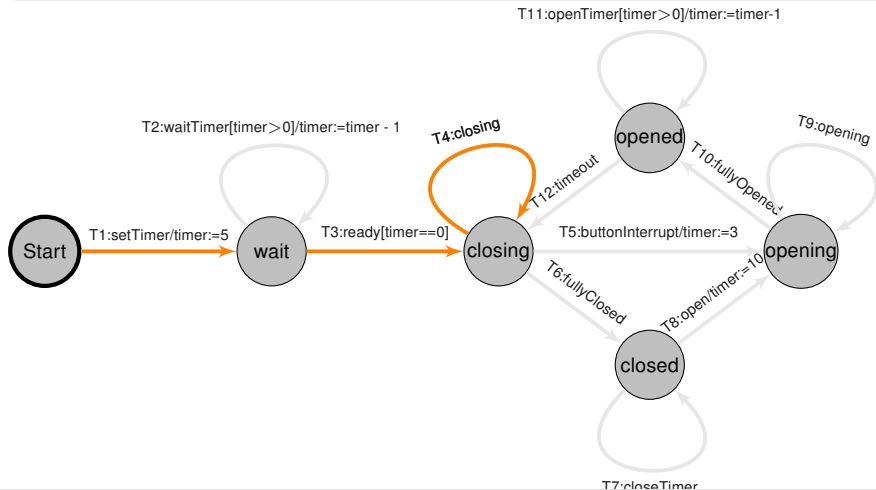 T11:openTimer[timer>0]/timer:=timer-1
T2:waitTimer[timer>0]/timer:=timer - 1
T4:closing
opened
T9:opening
T10:fullyOpened
T12:timeout
Start
T1:setTimer/timer:=5
wait
T3:ready[timer==0]
closing
T5:buttonInterrupt/timer:=3
opening
T6:fullyClosed
T8:open/timer:=10
closed
T7:closeTimer